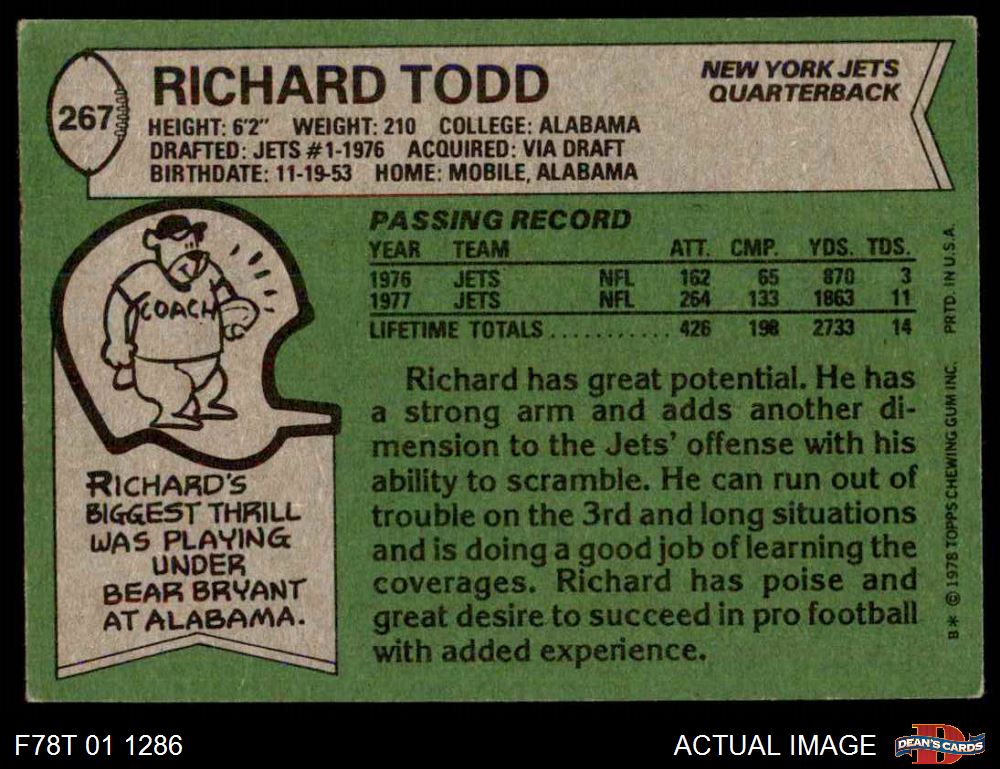 267
RICHARD TODD
NEW YORK JETS
QUARTERBACK
HEIGHT: 6'2" WEIGHT: 210 COLLEGE: ALABAMA
DRAFTED: JETS #1-1976 ACQUIRED: VIA DRAFT
BIRTHDATE: 11-19-53 HOME: MOBILE, ALABAMA
PASSING RECORD
YEAR TEAM ATT. CMP. YDS. TDS.
1976 JETS NFL 162 65 870 3
1977 JETS NFL 264 133 1863 11
LIFETIME TOTALS........... 426 198 2733 14
COACH
RICHARD'S
BIGGEST THRILL
WAS PLAYING
UNDER
BEAR BRYANT
AT ALABAMA.
Richard has great potential. He has
a strong arm and adds another di-
mension to the Jets' offense with his
ability to scramble. He can run out of
trouble on the 3rd and long situations
and is doing a good job of learning the
coverages. Richard has poise and
great desire to succeed in pro football
with added experience.
B* © 1978 TOPPS CHEWING GUM INC. PRTD. IN U.S.A.
F78T 01 1286
ACTUAL IMAGE
D
DEAN'S CARDS